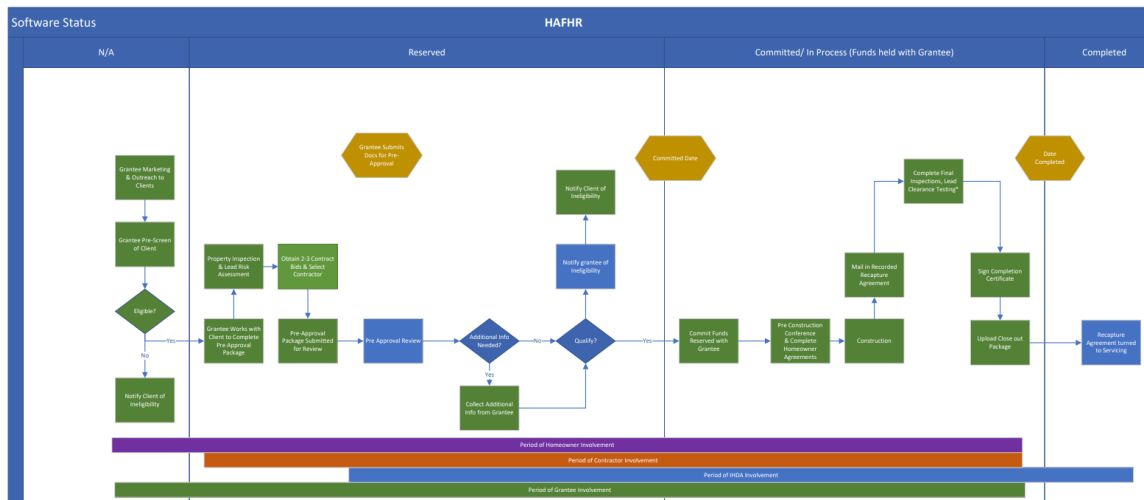 Software Status
HAFHR
N/A
Reserved
Committed/ In Process (Funds held with Grantee)
Completed
Grantee Marketing
& Outreach to
Clients
Grantee Pre-Screen
of Client
Eligible?
No
Yes
Notify Client of
Ineligibility
Grantee Submits
Docs for Pre-
Approval
Property Inspection
& Lead Risk
Assessment
Obtain 2-3 Contract
Bids & Select
Contractor
Grantee Works with
Client to Complete
Pre Approval
Package
Pre-Approval
Package Submitted
for Review
Pre Approval Review
Additional Info
Needed?
No
Yes
Collect Additional
Info from Grantee
Notify Client of
Ineligibility
Notify grantee of
Ineligibility
Qualify?
Yes
Committed Date
Commit Funds
Reserved with
Grantee
Pre Construction
Conference
& Complete
Homeowner
Agreements
Construction
Mail in Recorded
Recapture
Agreement
Complete Final
Inspections, Lead
Clearance Testing*
Sign Completion
Certificate
Upload Close out
Package
Date
Completed
Recapture
Agreement turned
to Servicing
Period of Homeowner Involvement
Period of Contractor Involvement
Period of IHDA Involvement
Period of Grantee Involvement